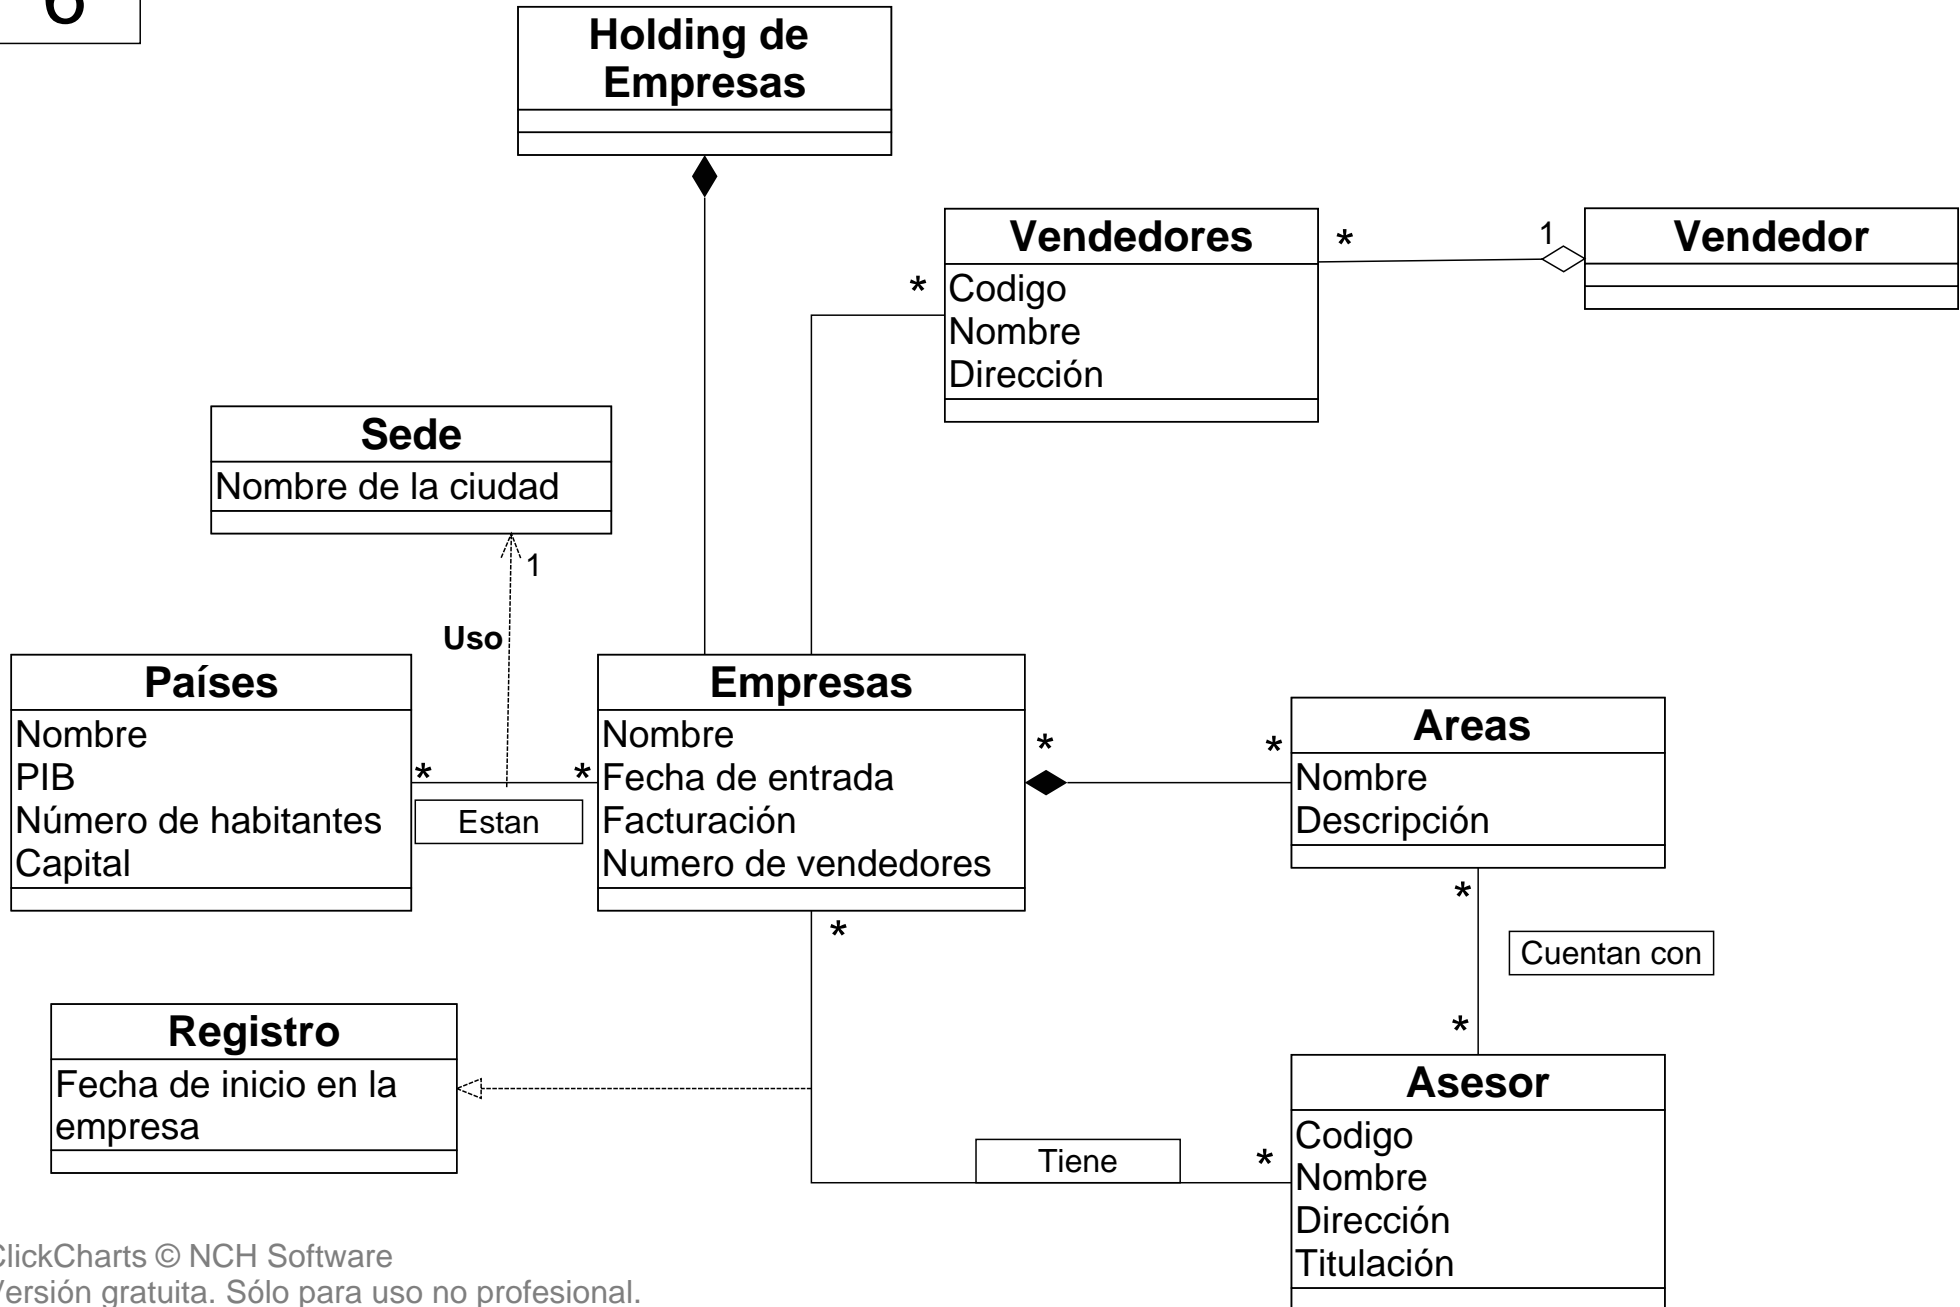 6
Holding de
Empresas
Vendedores
Codigo
Nombre
Dirección
*
*
1
Vendedor
Sede
Nombre de la ciudad
1
Uso
Países
Nombre
PIB
Número de habitantes
Capital
*
*
Estan
Empresas
Nombre
Fecha de entrada
Facturación
Numero de vendedores
*
*
Areas
Nombre
Descripción
*
Cuentan con
*
*
Registro
Fecha de inicio en la
empresa
Tiene
*
Asesor
Codigo
Nombre
Dirección
Titulación
ClickCharts © NCH Software
Versión gratuita. Sólo para uso no profesional.